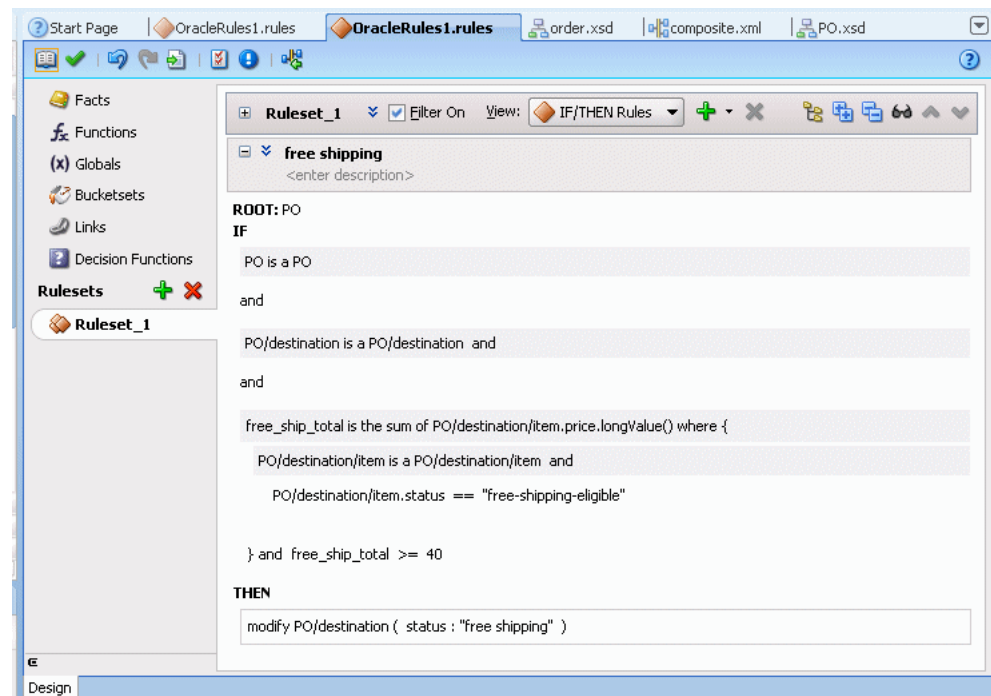 Start Page OracleRules1.rules OracleRules1.rules order.xsd composite.xml PO.xsd
Facts
Functions
Globals
Bucketsets
Links
Decision Functions
Rulesets
Ruleset_1
Ruleset_1 Filter On View: IF/THEN Rules
free shipping
<enter description>
ROOT: PO
IF
PO is a PO
and
PO/destination is a PO/destination and
and
free_ship_total is the sum of PO/destination/item.price.longValue() where {
PO/destination/item is a PO/destination/item and
PO/destination/item.status == "free-shipping-eligible"
} and free_ship_total >= 40
THEN
modify PO/destination ( status : "free shipping" )
Design